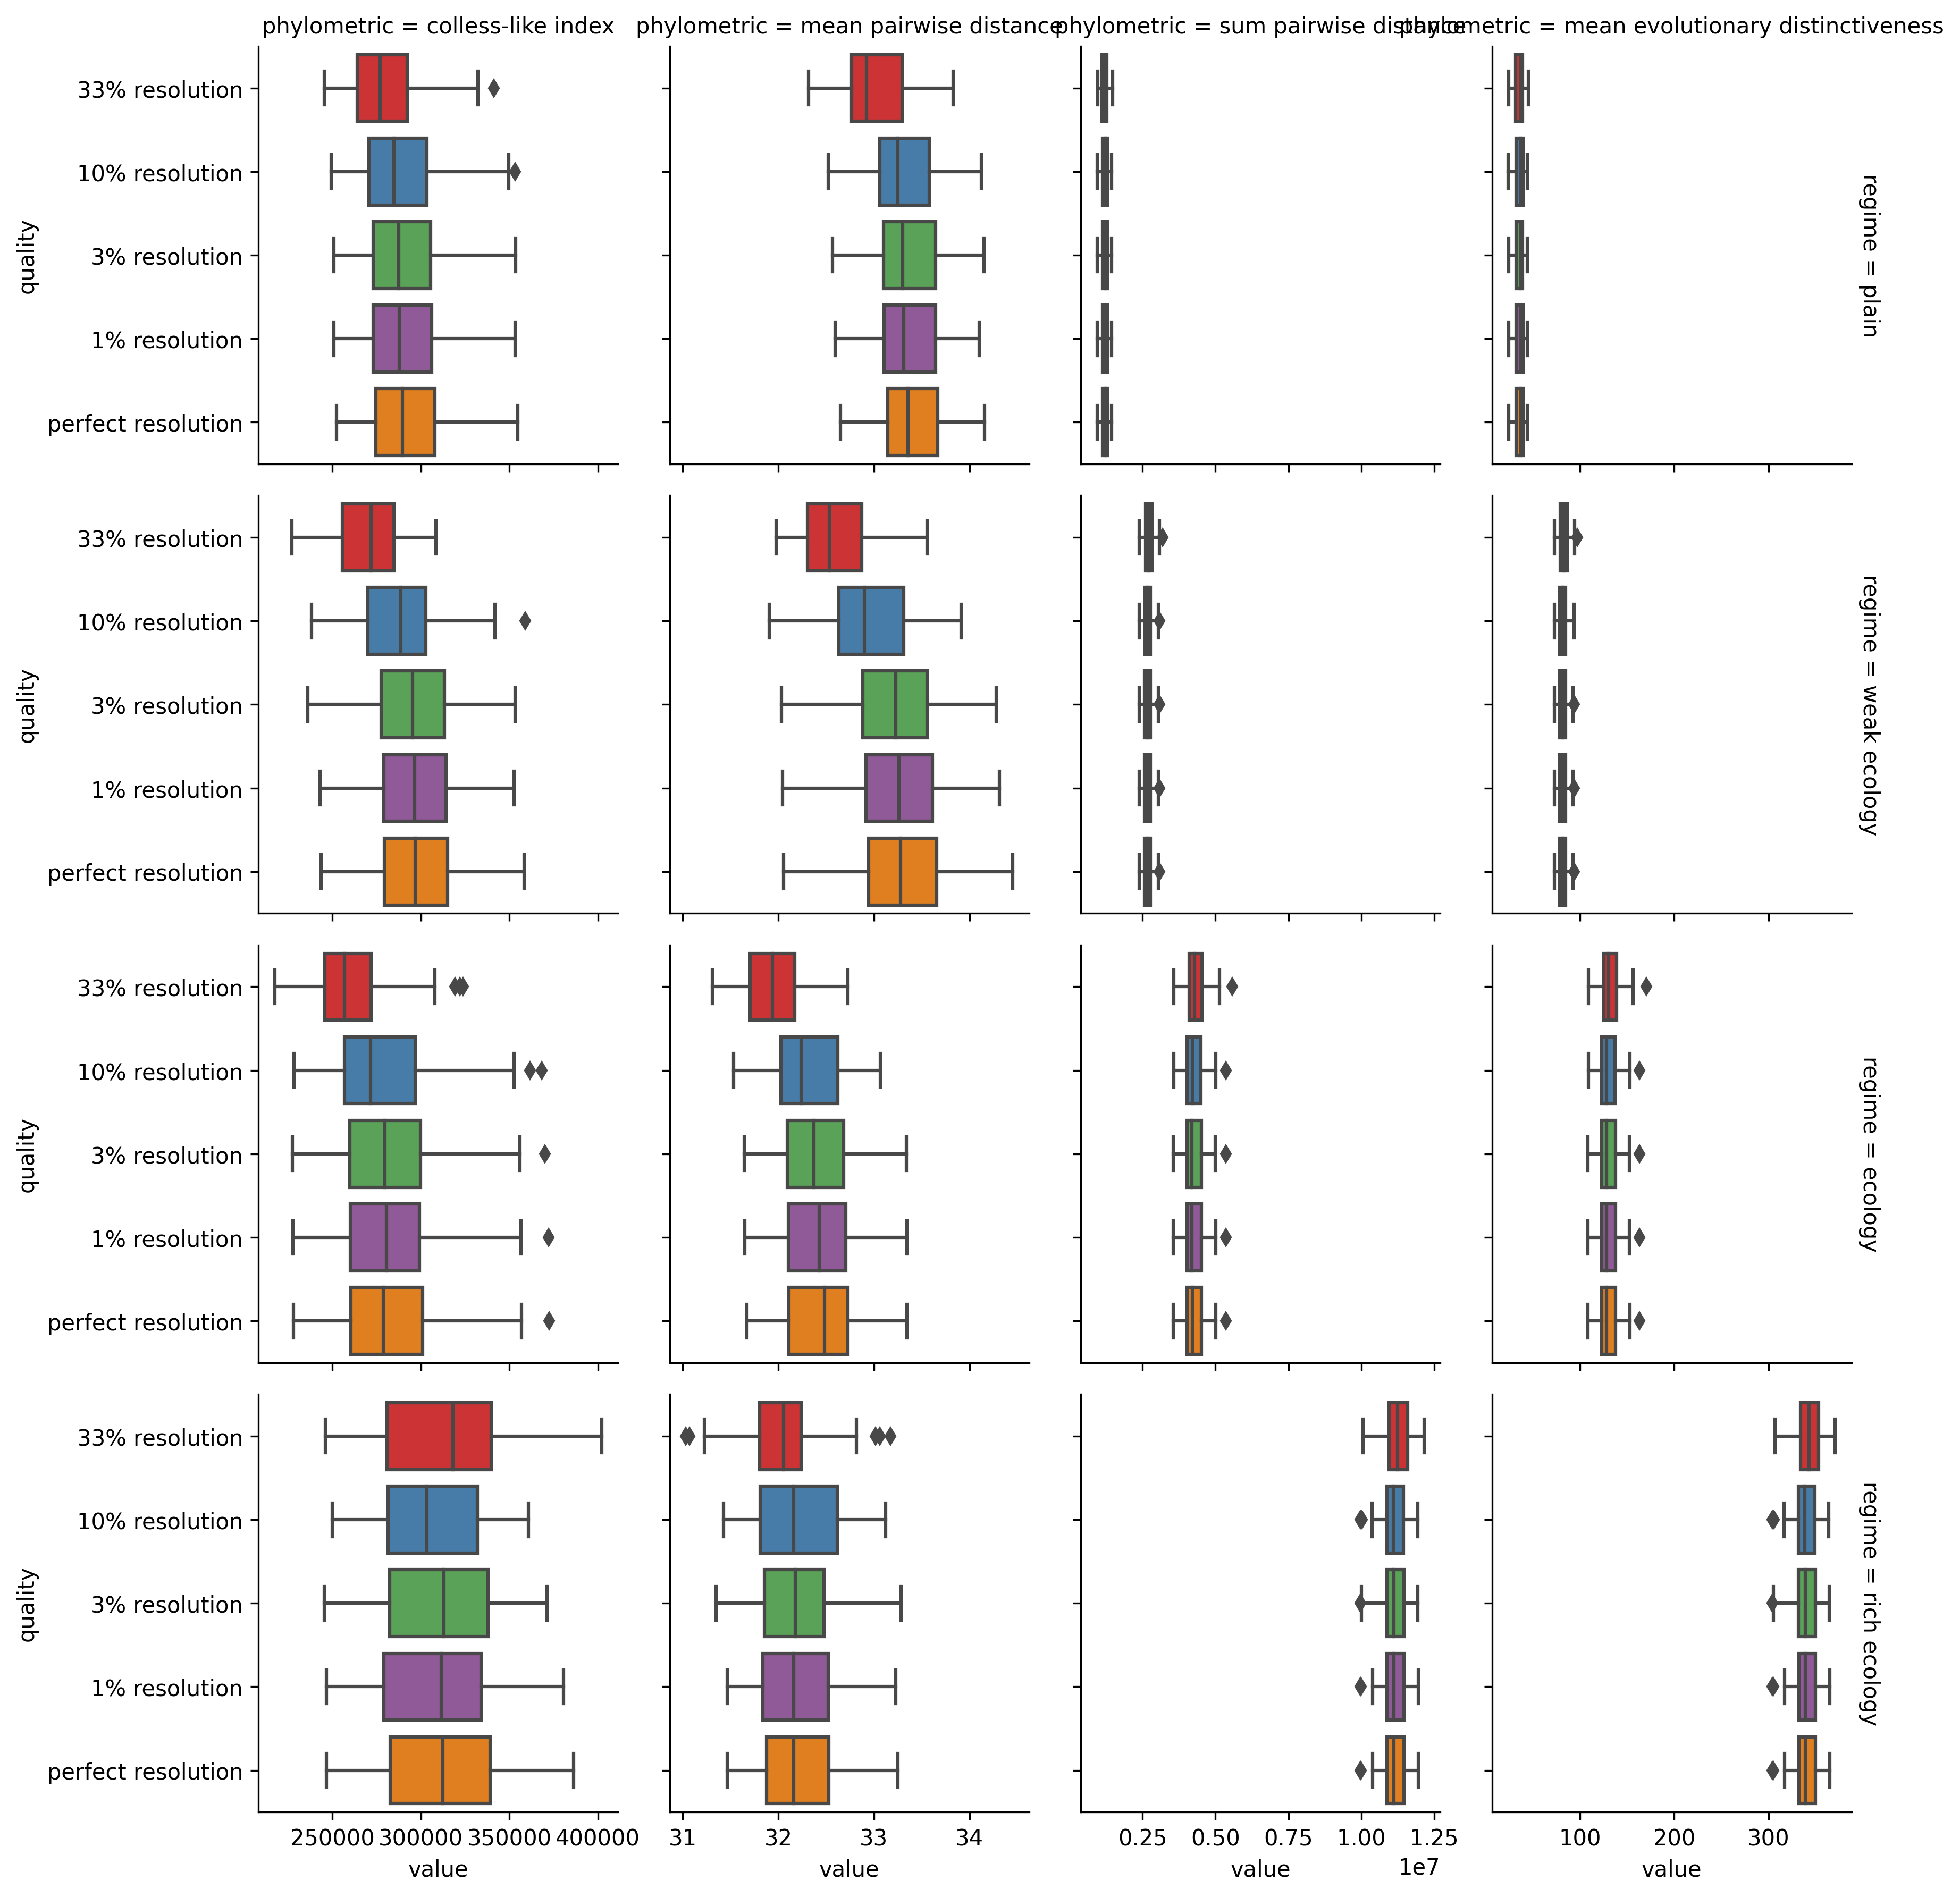 phylometric = colless-like index
phylometric = mean pairwise distance
phylometric = sum pairwise distance
phylometric = mean evolutionary distinctiveness
quality
33% resolution
10% resolution
3% resolution
1% resolution
perfect resolution
regime = plain
quality
33% resolution
10% resolution
3% resolution
1% resolution
perfect resolution
regime = weak ecology
quality
33% resolution
10% resolution
3% resolution
1% resolution
perfect resolution
regime = ecology
quality
33% resolution
10% resolution
3% resolution
1% resolution
perfect resolution
regime = rich ecology
250000 300000 350000 400000
value
31 32 33 34
value
0.25 0.50 0.75 1.00 1.25
1e7
value
100 200 300
value